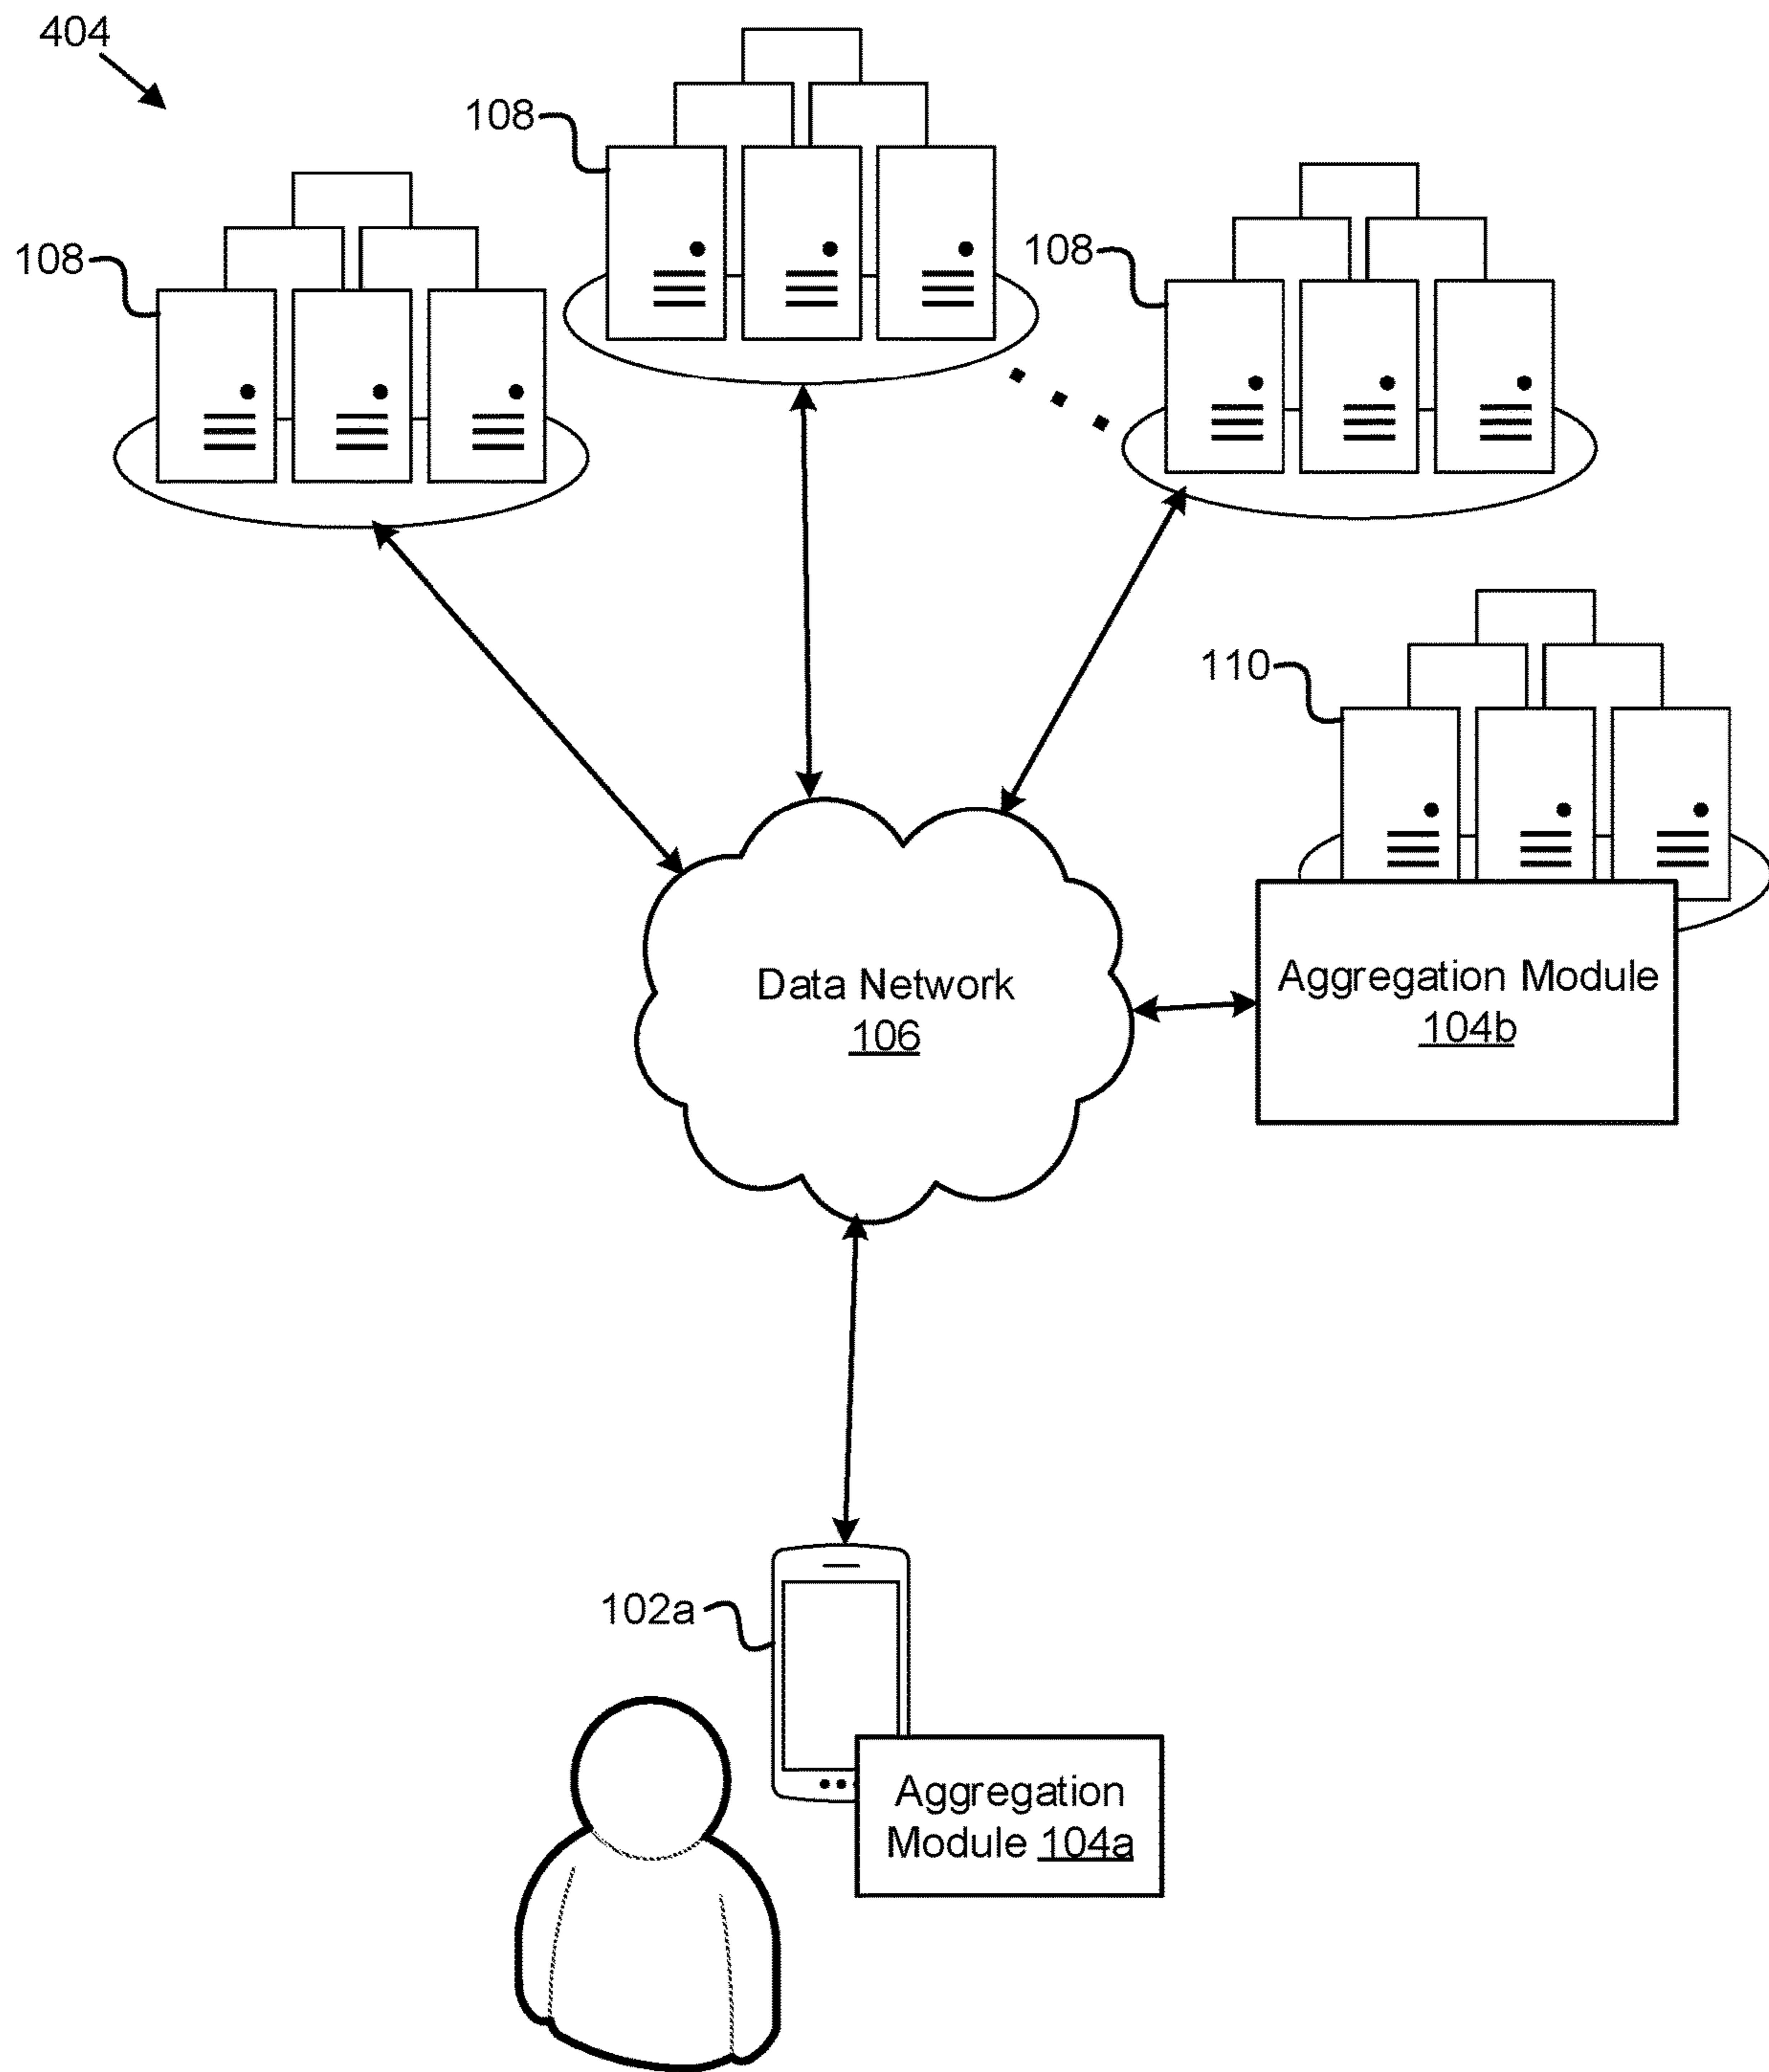 404
108
108
108
110
Data Network
106
Aggregation Module
104b
102a
Aggregation
Module 104a